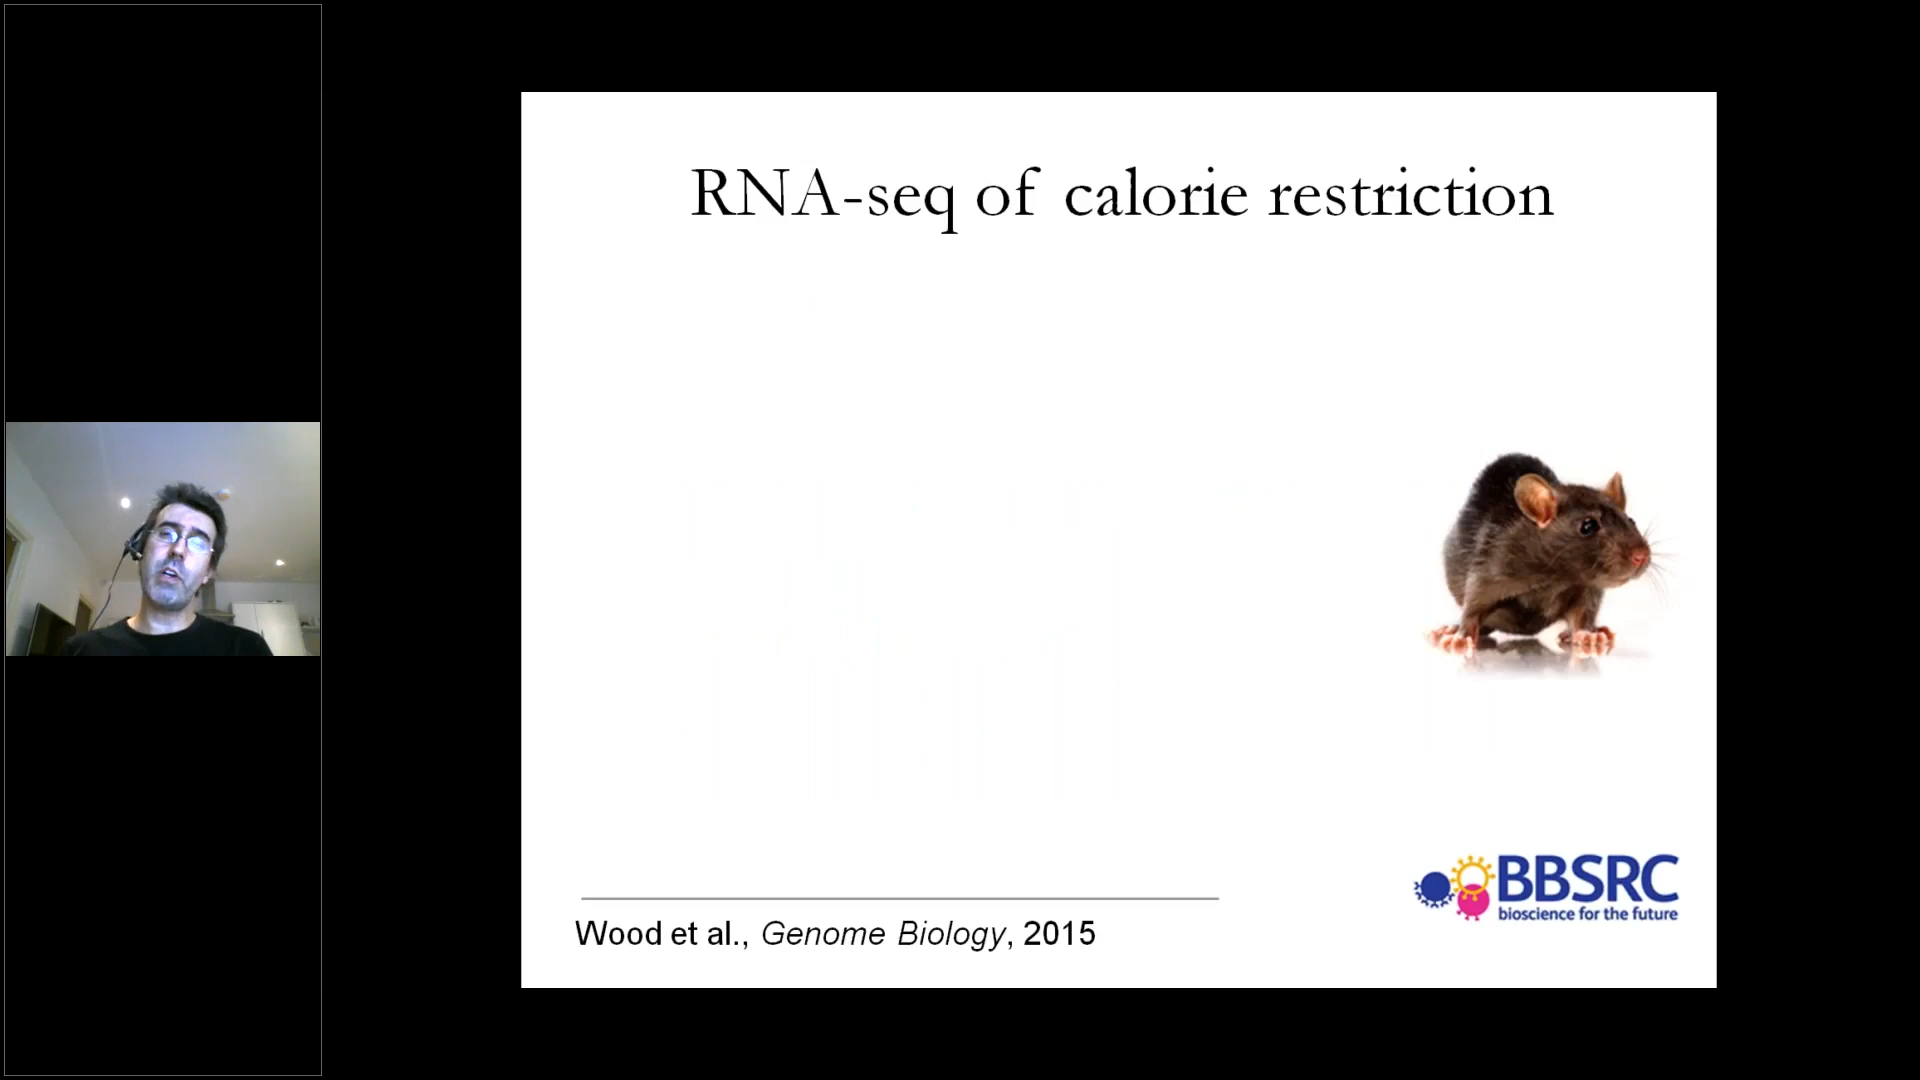 RNA-seq of calorie restriction
BBSRC
bioscience for the future
Wood et al., Genome Biology, 2015